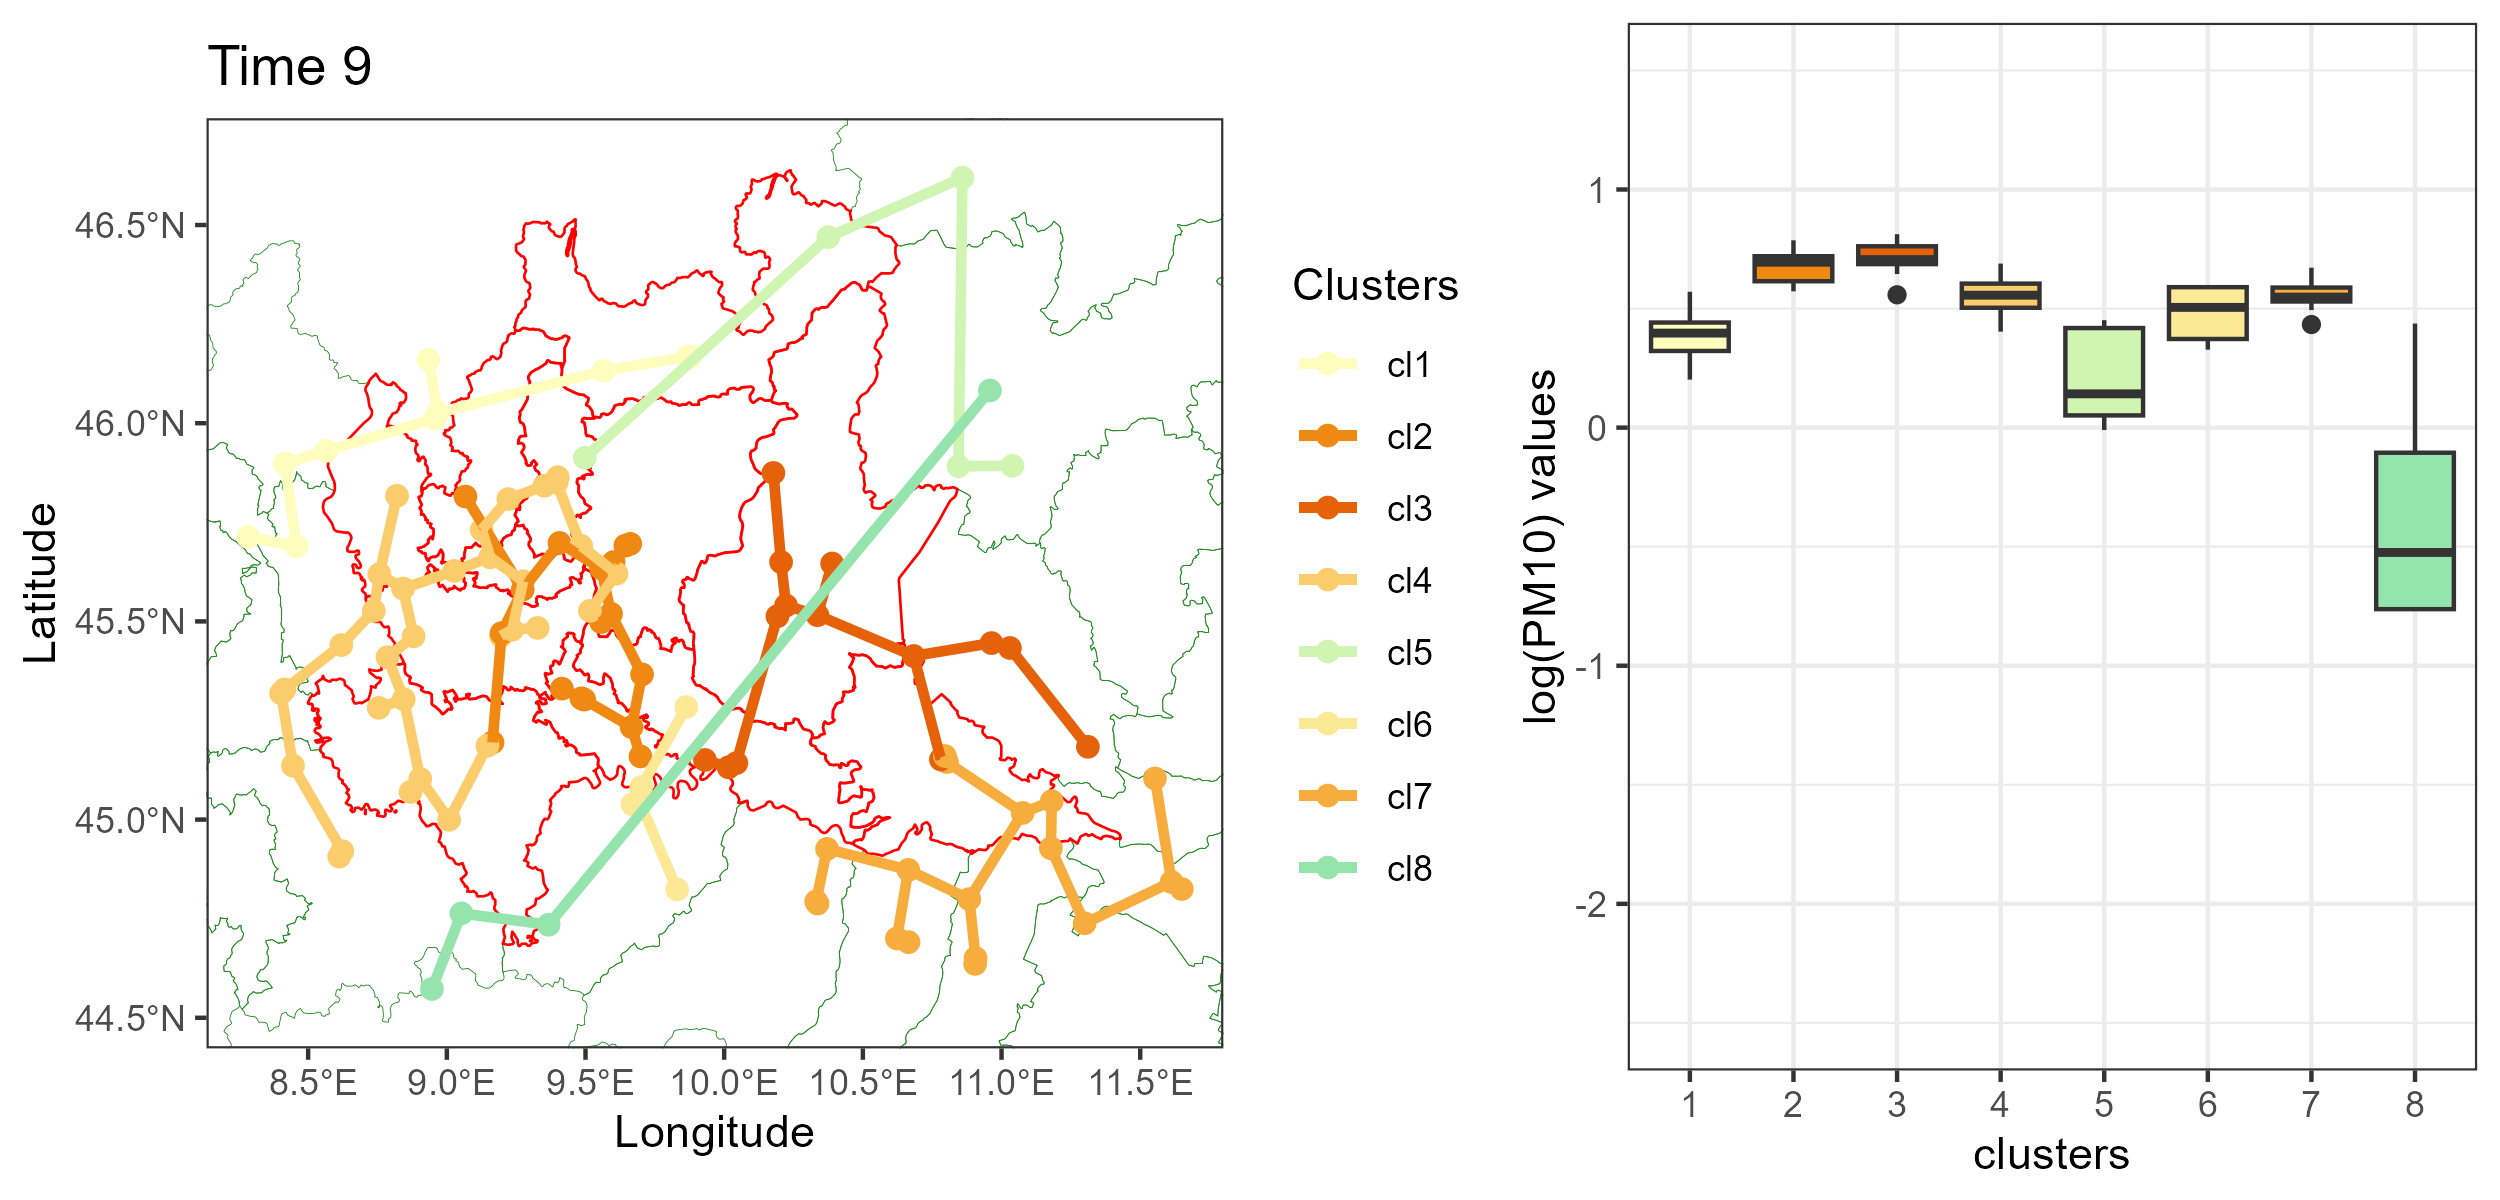 Time 9
46.5°N
46.0°N
45.5°N
45.0°N
44.5°N
Latitude
8.5°E
9.0°E
9.5°E
10.0°E
10.5°E
11.0°E
11.5°E
Longitude
Clusters
cl1
cl2
cl3
cl4
cl5
cl6
cl7
cl8
log(PM10) values
1
0
-1
-2
1
2
3
4
5
6
7
8
clusters